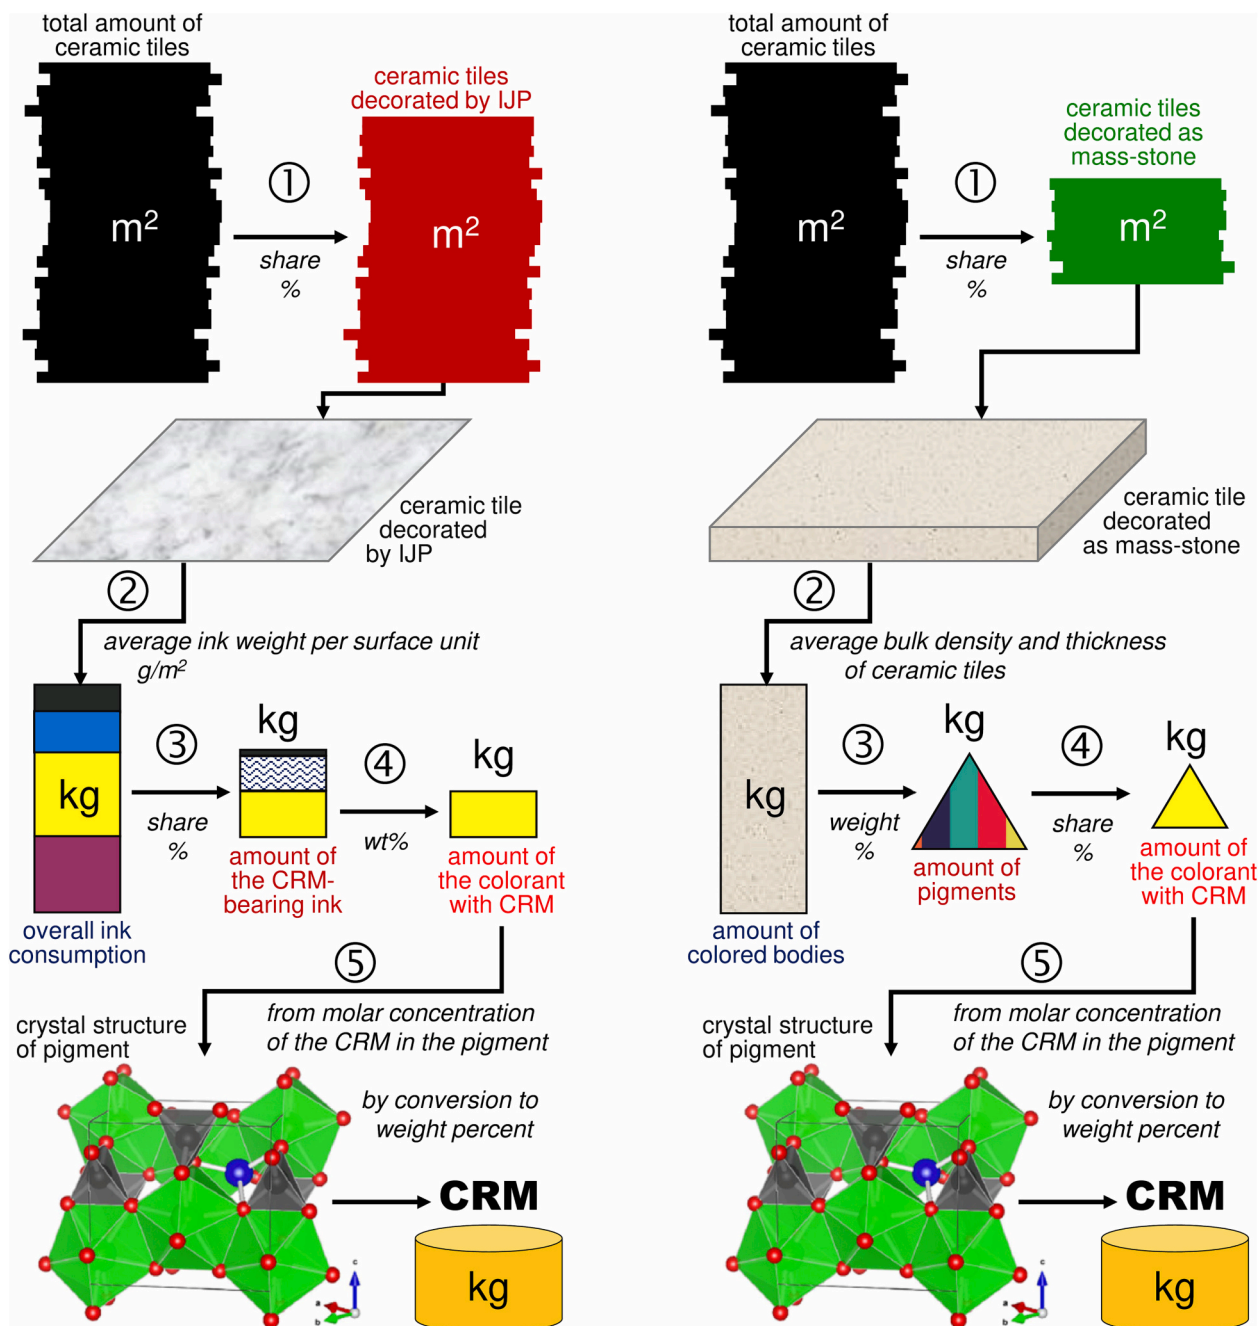 total amount of
ceramic tiles
ceramic tiles
decorated by IJP
m²
①
share
%
m²
ceramic tile
decorated
by IJP
②
average ink weight per surface unit
g/m²
kg
overall ink
consumption
③
share
%
kg
amount of
the CRM-
bearing ink
④
wt%
kg
amount of
the colorant
with CRM
⑤
from molar concentration
of the CRM in the pigment
crystal structure
of pigment
by conversion to
weight percent
CRM
kg
c
a
b
total amount of
ceramic tiles
ceramic tiles
decorated as
mass-stone
m²
①
share
%
m²
ceramic tile
decorated
as mass-stone
②
average bulk density and thickness
of ceramic tiles
kg
amount of
colored bodies
③
weight
%
kg
amount of
pigments
④
share
%
kg
amount of
the colorant
with CRM
⑤
from molar concentration
of the CRM in the pigment
crystal structure
of pigment
by conversion to
weight percent
CRM
kg
c
a
b